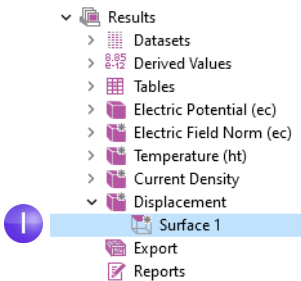 Results
Datasets
8.85
e-12
Derived Values
Tables
Electric Potential (ec)
Electric Field Norm (ec)
Temperature (ht)
Current Density
Displacement
1
Surface 1
Export
Reports